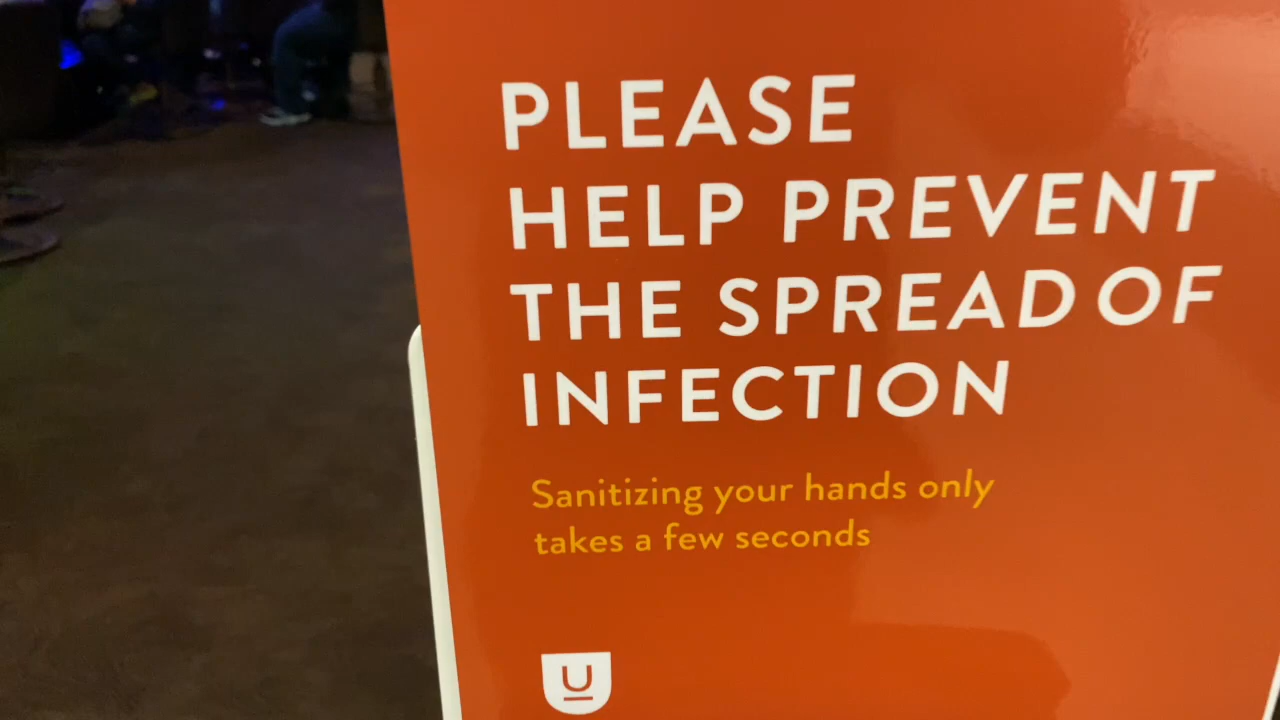 PLEASE
HELP PREVENT
THE SPREAD OF
INFECTION
Sanitizing your hands only
takes a few seconds
U